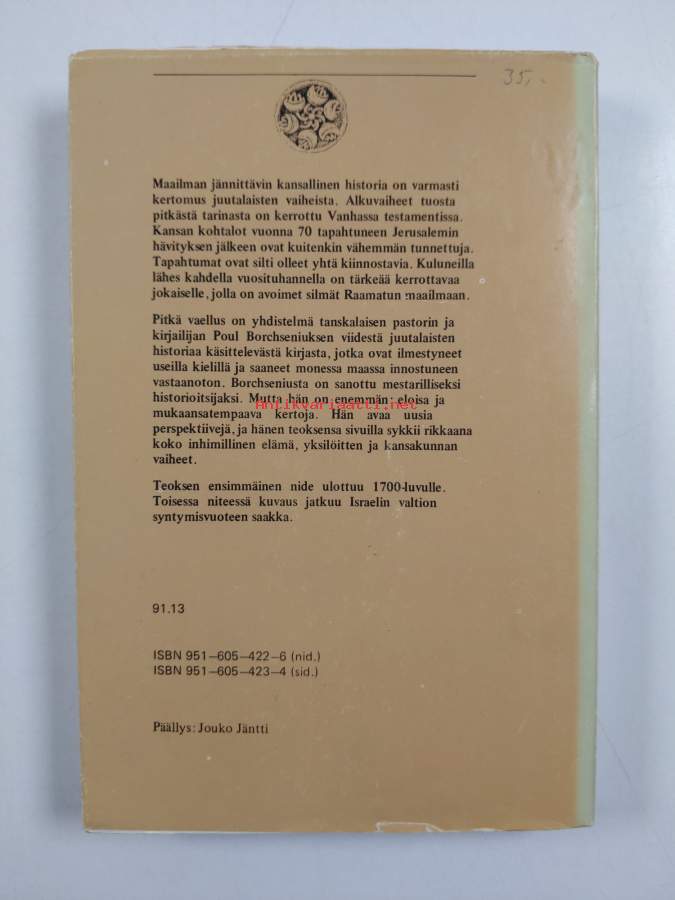 35,-
Maailman jännittävin kansallinen historia on varmasti
kertomus juutalaisten vaiheista. Alkuvaiheet tuosta
pitkästä tarinasta on kerrottu Vanhassa testamentissa.
Kansan kohtalot vuonna 70 tapahtuneen Jerusalemin
hävityksen jälkeen ovat kuitenkin vähemmän tunnettuja.
Tapahtumat ovat silti olleet yhtä kiinnostavia. Kuluneilla
lähes kahdella vuosituhannella on tärkeää kerrottavaa
jokaiselle, jolla on avoimet silmät Raamatun maailmaan.
Pitkä vaellus on yhdistelmä tanskalaisen pastorin ja
kirjailijan Poul Borchseniuksen viidestä juutalaisten
historiaa käsittelevästä kirjasta, jotka ovat ilmestyneet
useilla kielillä ja saaneet monessa maassa innostuneen
vastaanoton. Borchseniusta on sanottu mestarilliseksi
historioitsijaksi. Mutta hän on enemmän: eloisa ja
Antikvariaatti.net
mukaansatempaava kertoja. Hän avaa uusia
perspektiivejä, ja hänen teoksensa sivuilla sykkii rikkaana
koko inhimillinen elämä, yksilöitten ja kansakunnan
vaiheet.
Teoksen ensimmäinen nide ulottuu 1700-luvulle.
Toisessa niteessä kuvaus jatkuu Israelin valtion
syntymisvuoteen saakka.
91.13
ISBN 951-605-422-6 (nid.)
ISBN 951-605-423-4 (sid.)
Päällys: Jouko Jäntti